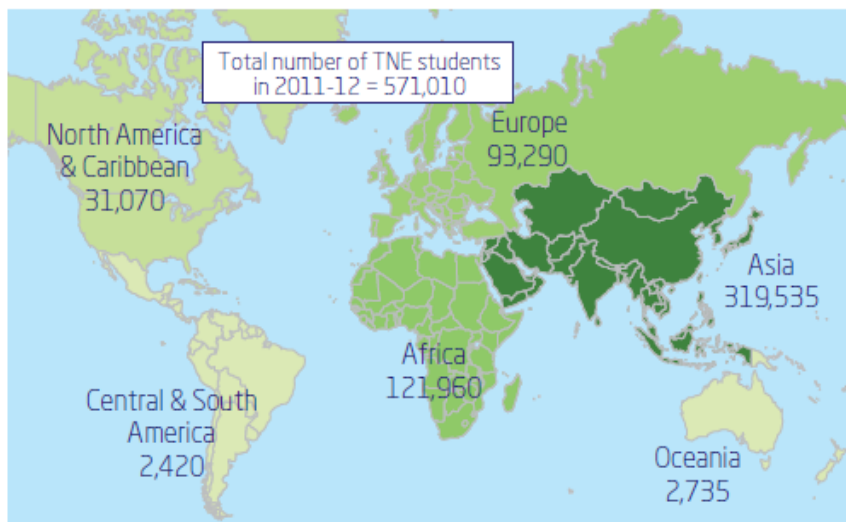 Total number of TNE students
in 2011-12 = 571,010
North America
& Caribbean
31,070
Europe
93,290
Asia
319,535
Africa
121,960
Central & South
America
2,420
Oceania
2,735